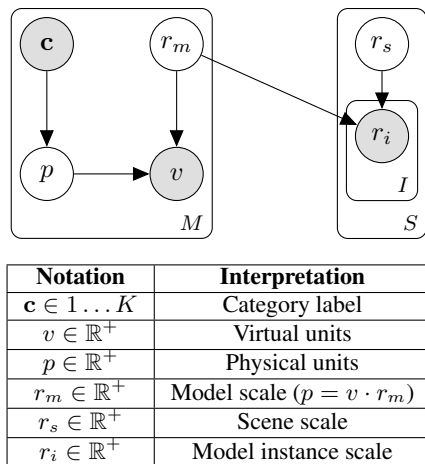 c
r_m
r_s
r_i
p
v
I
M
S
Notation Interpretation
c ∈ 1 … K Category label
v ∈ ℝ⁺ Virtual units
p ∈ ℝ⁺ Physical units
r_m ∈ ℝ⁺ Model scale (p = v · r_m)
r_s ∈ ℝ⁺ Scene scale
r_i ∈ ℝ⁺ Model instance scale